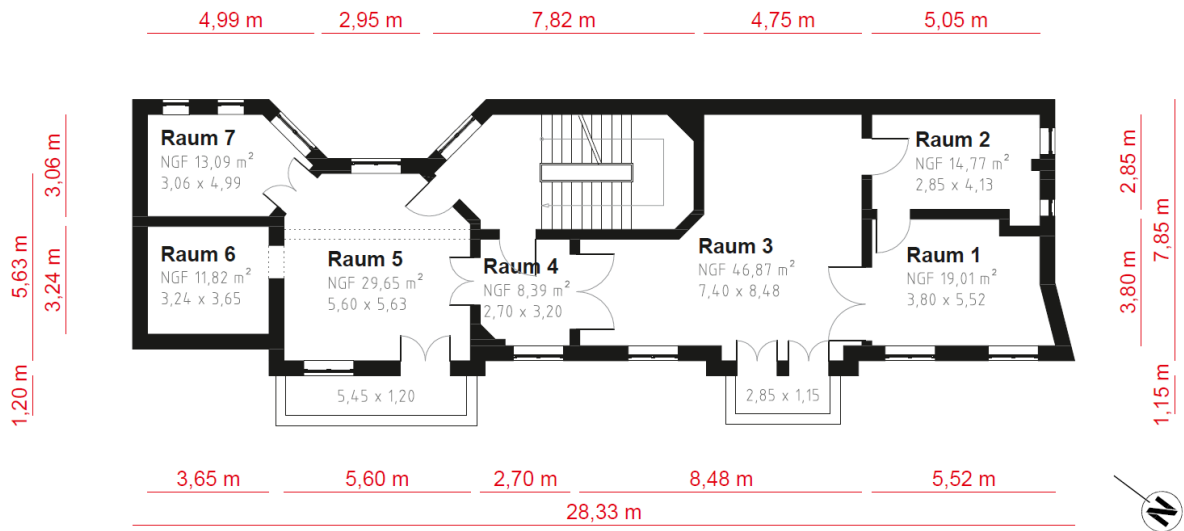 4,99 m 2,95 m 7,82 m 4,75 m 5,05 m
3,06 m
5,63 m
3,24 m
1,20 m
Raum 7
NGF 13,09 m²
3,06 x 4,99
Raum 2
NGF 14,77 m²
2,85 x 4,13
Raum 6
NGF 11,82 m²
3,24 x 3,65
Raum 5
NGF 29,65 m²
5,60 x 5,63
Raum 4
NGF 8,39 m²
2,70 x 3,20
Raum 3
NGF 46,87 m²
7,40 x 8,48
Raum 1
NGF 19,01 m²
3,80 x 5,52
5,45 x 1,20
2,85 x 1,15
2,85 m
7,85 m
3,80 m
1,15 m
3,65 m 5,60 m 2,70 m 8,48 m 5,52 m
28,33 m
N